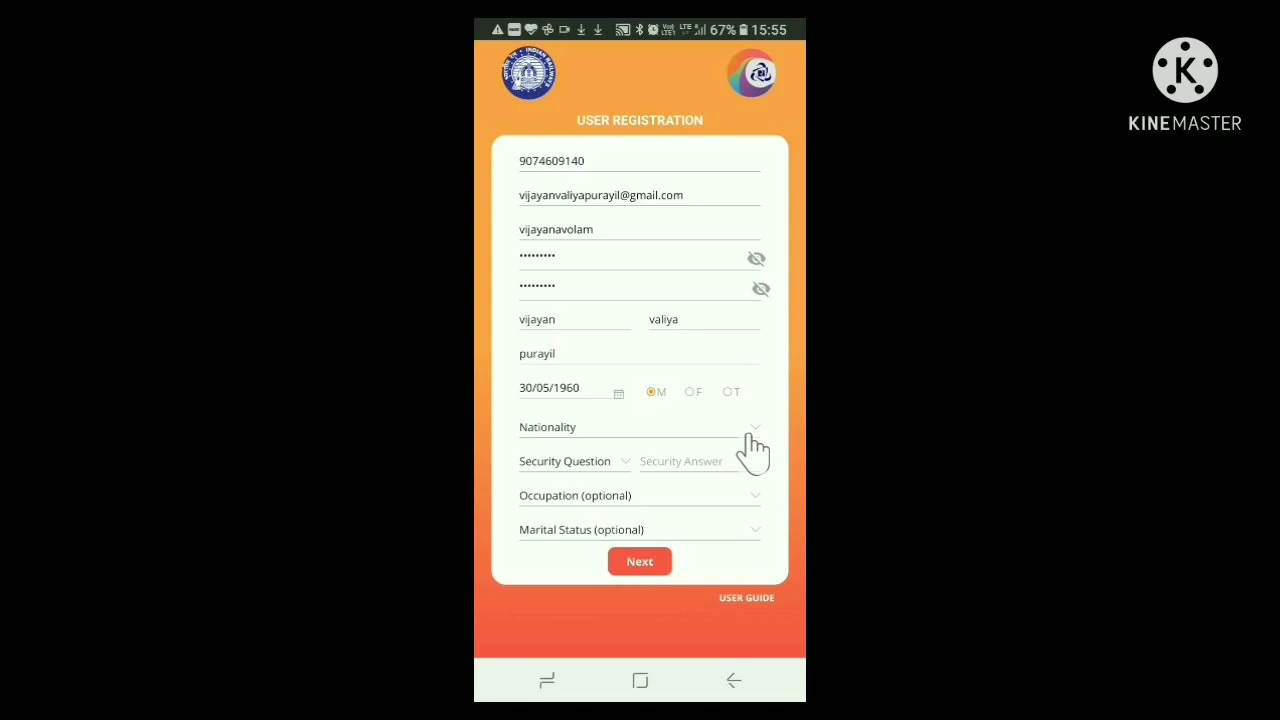 67% 15:55
USER REGISTRATION
9074609140
vijayanvaliyapurayil@gmail.com
vijayanavolam
•••••••••
•••••••••
vijayan valiya
purayil
30/05/1960 M F T
Nationality
Security Question Security Answer
Occupation (optional)
Marital Status (optional)
Next
USER GUIDE
K
KINEMASTER